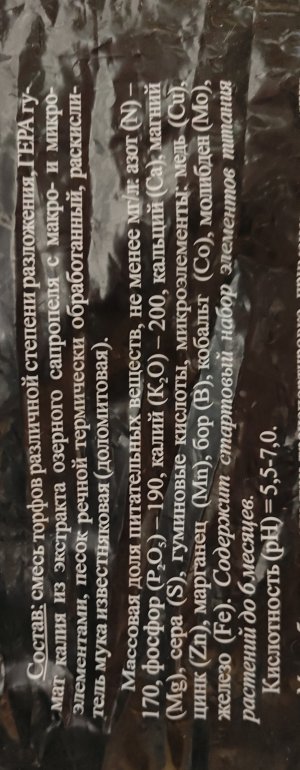 Состав: смесь торфов различной степени разложения, ГЕРА гу-
мат калия из экстракта озерного сапропеля с макро- и микро-
элементами, песок речной термически обработанный, раскисли-
тель мука известняковая (доломитовая).
Массовая доля питательных веществ, не менее мг/л: азот (N) –
170, фосфор (P₂O₅) – 190, калий (K₂O) – 200, кальций (Ca), магний
(Mg), сера (S), гуминовые кислоты, микроэлементы: медь (Cu),
цинк (Zn), марганец (Mn), бор (B), кобальт (Co), молибден (Mo),
железо (Fe). Содержит стартовый набор элементов питания
растений до 6 месяцев.
Кислотность (pH) = 5,5-7,0.